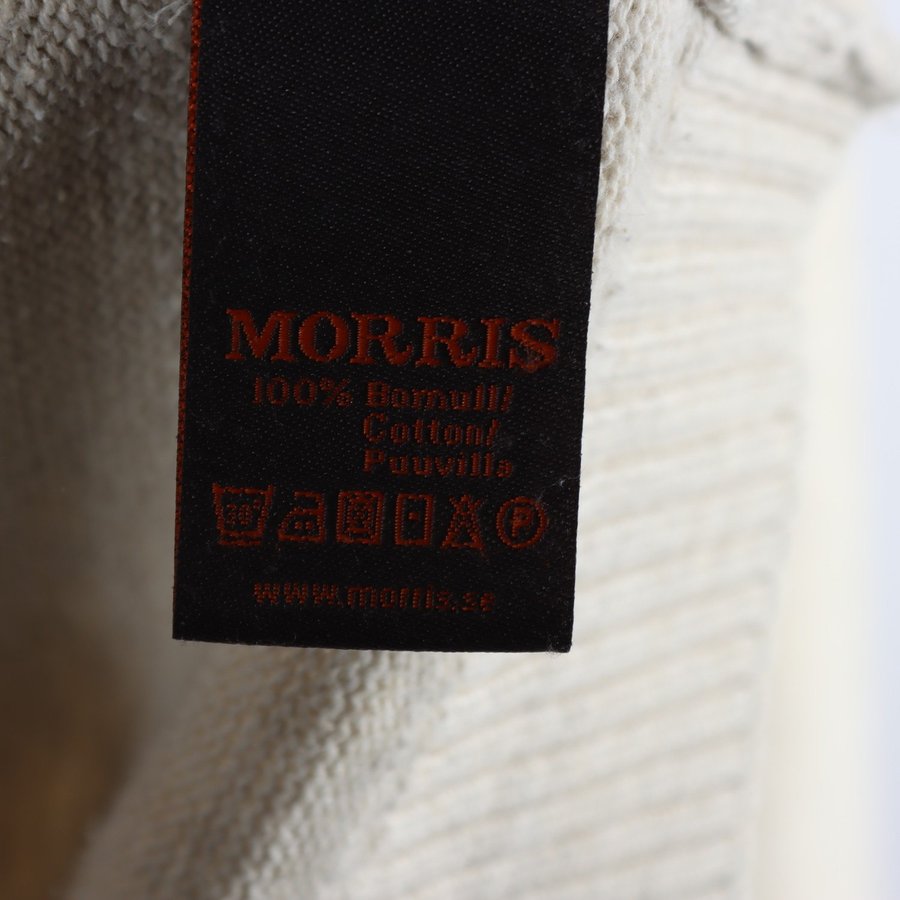 MORRIS
100% Bomull/
Cotton/
Puuvilla
30° P
www.morris.se